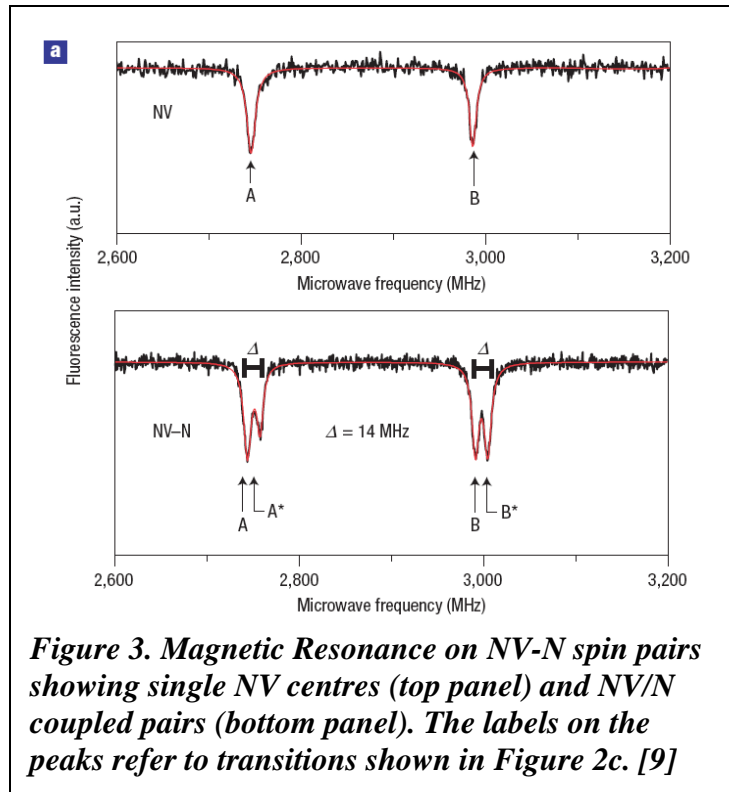 a
NV
A
B
2,600 2,800 3,000 3,200
Microwave frequency (MHz)
Fluorescence intensity (a.u.)
Δ Δ
NV–N
Δ = 14 MHz
A A* B B*
2,600 2,800 3,000 3,200
Microwave frequency (MHz)
Figure 3. Magnetic Resonance on NV-N spin pairs
showing single NV centres (top panel) and NV/N
coupled pairs (bottom panel). The labels on the
peaks refer to transitions shown in Figure 2c. [9]